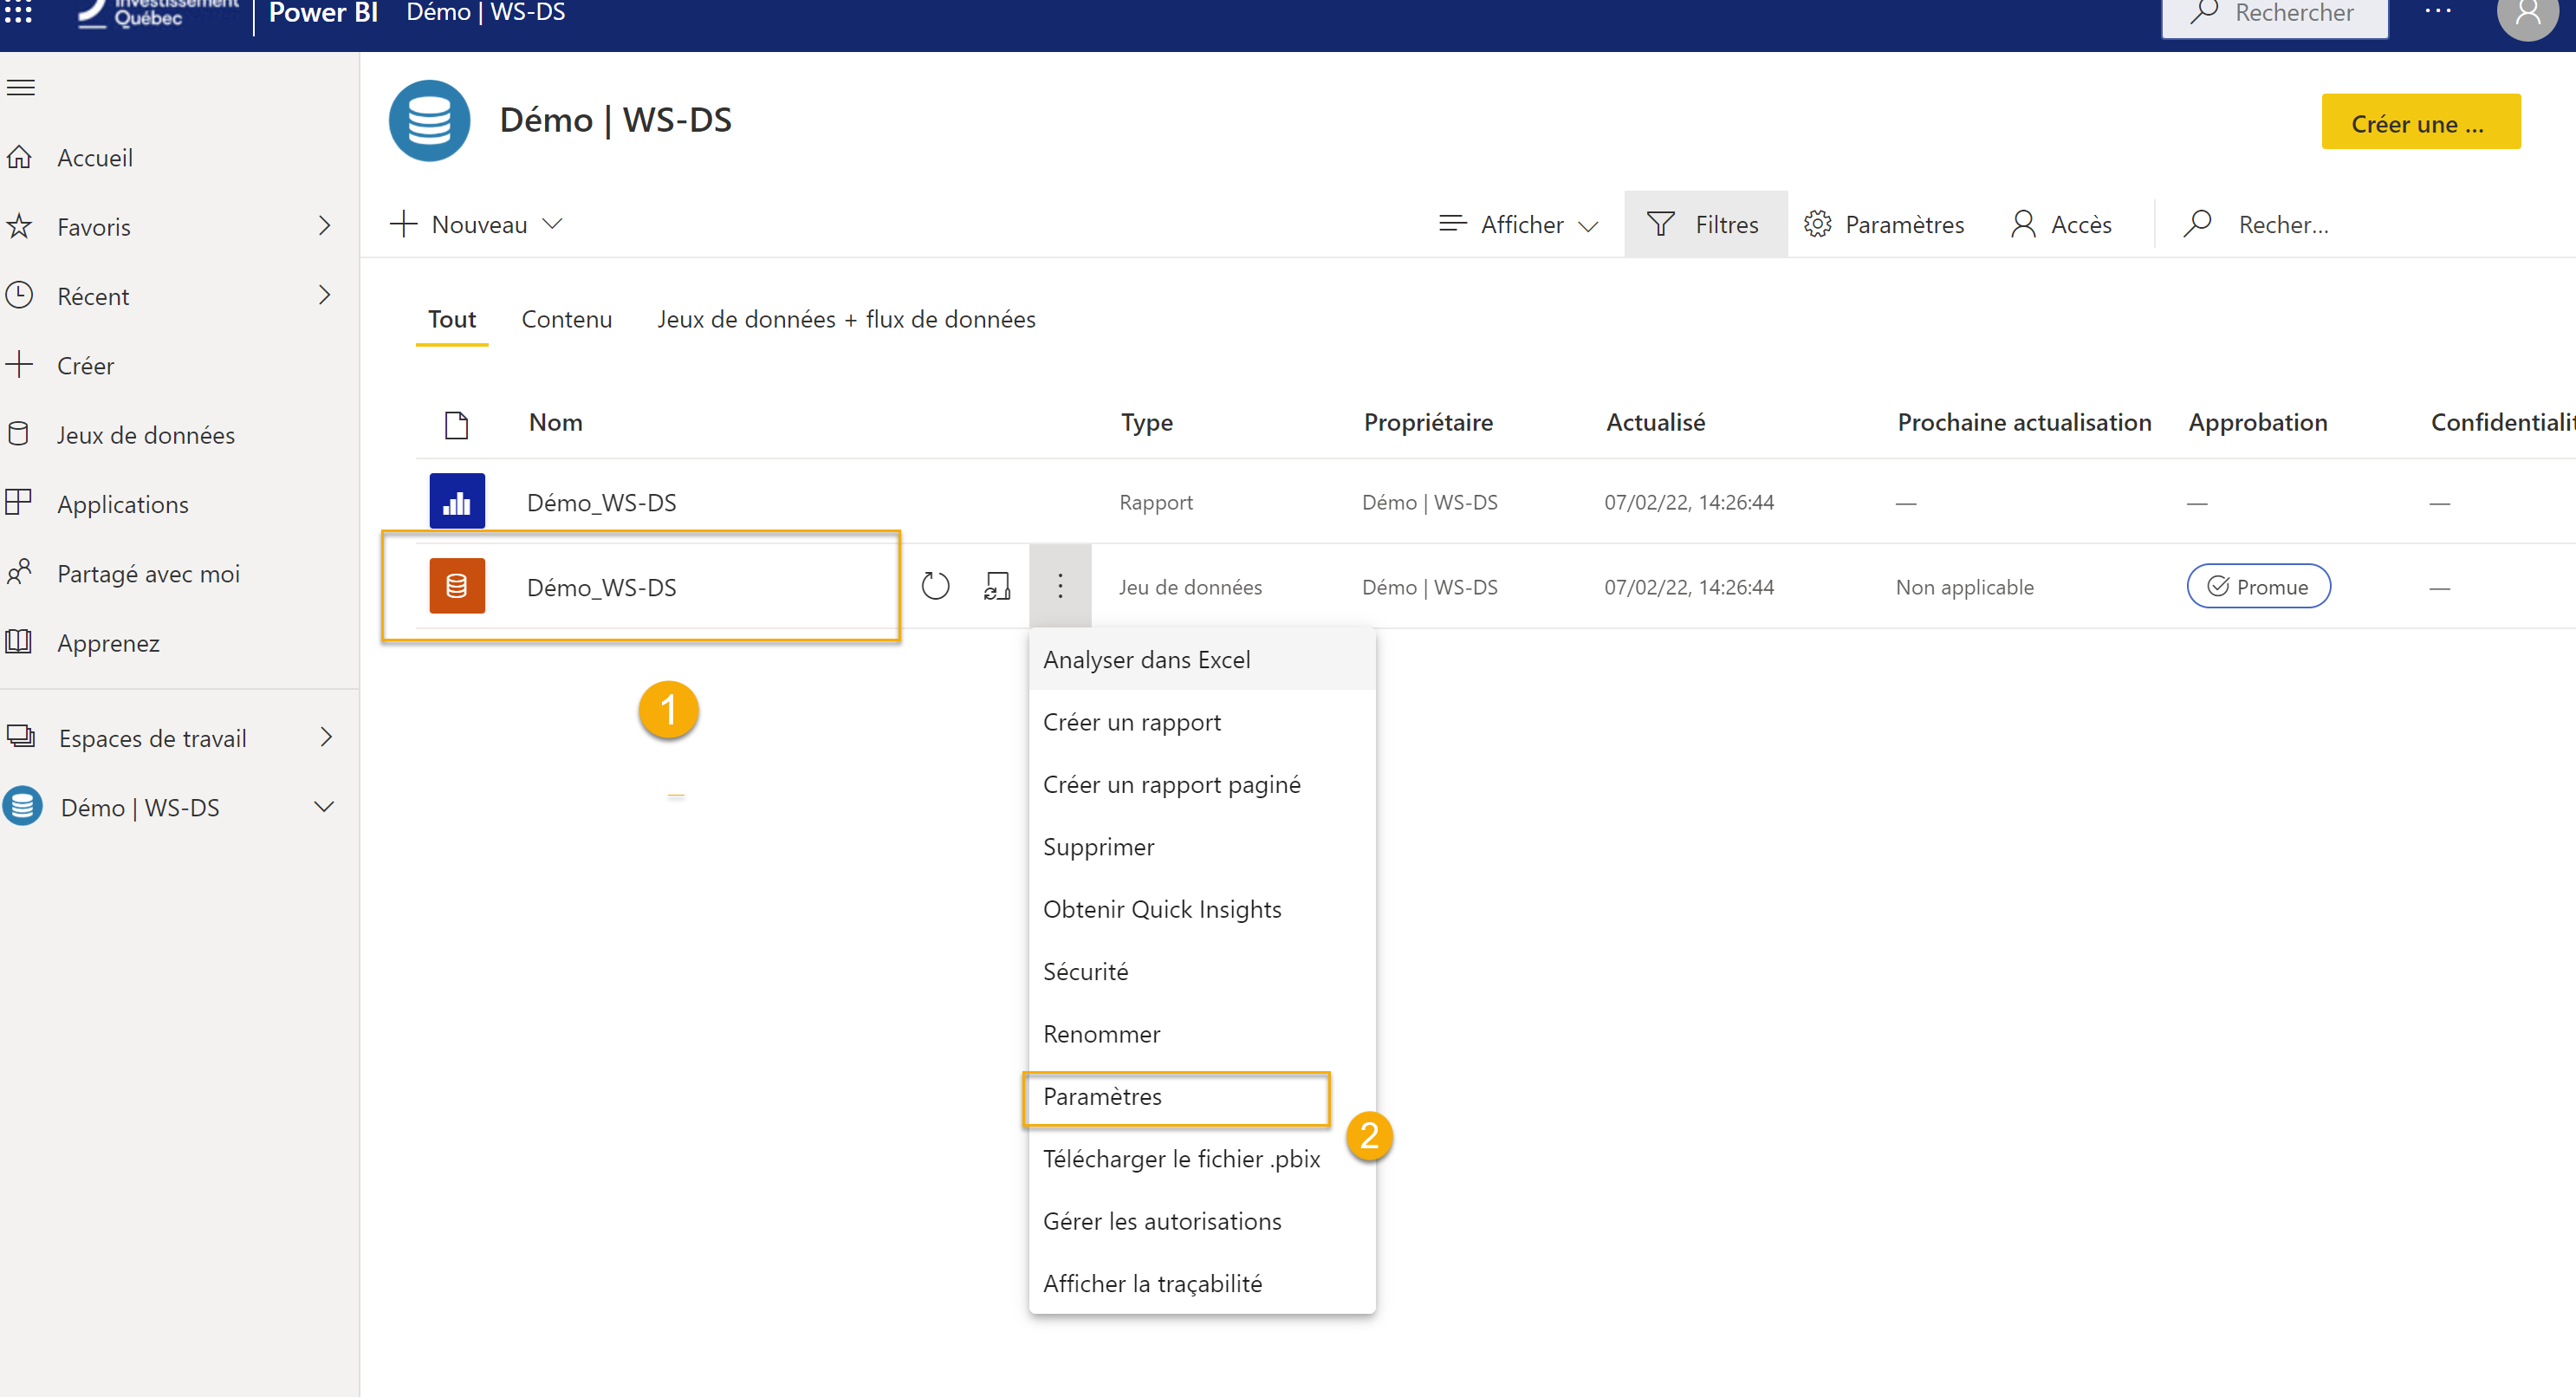 Investissement
Québec
Power BI
Démo | WS-DS
Rechercher
...
Accueil
Favoris
Récent
Créer
Jeux de données
Applications
Partagé avec moi
Apprenez
Espaces de travail
Démo | WS-DS
Démo | WS-DS
Créer une ...
Nouveau
Afficher
Filtres
Paramètres
Accès
Recher...
Tout Contenu Jeux de données + flux de données
Nom Type Propriétaire Actualisé Prochaine actualisation Approbation
Démo_WS-DS Rapport Démo | WS-DS 07/02/22, 14:26:44 — — —
Démo_WS-DS Jeu de données Démo | WS-DS 07/02/22, 14:26:44 Non applicable Promue —
1
Analyser dans Excel
Créer un rapport
Créer un rapport paginé
Supprimer
Obtenir Quick Insights
Sécurité
Renommer
Paramètres
2
Télécharger le fichier .pbix
Gérer les autorisations
Afficher la traçabilité